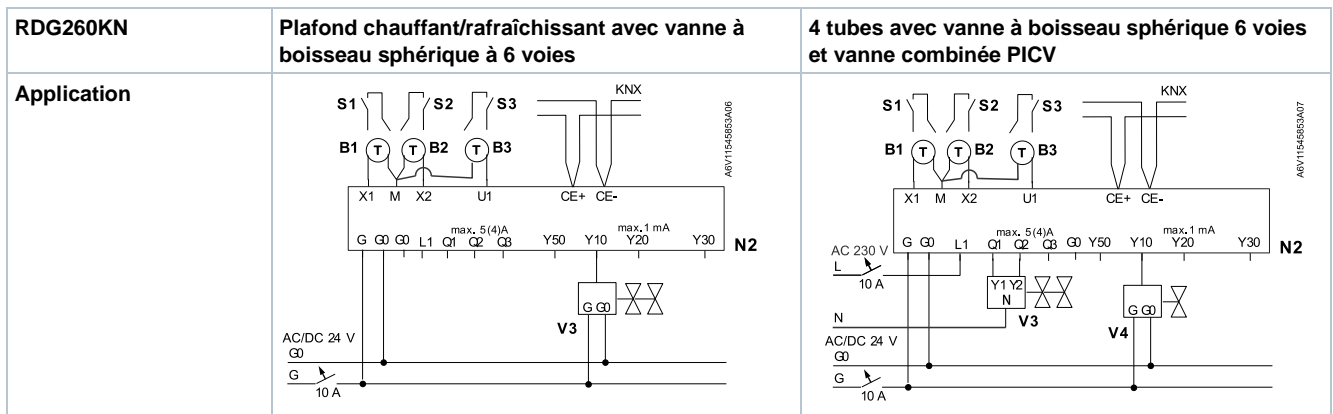 RDG260KN
Plafond chauffant/rafraîchissant avec vanne à
boisseau sphérique à 6 voies
4 tubes avec vanne à boisseau sphérique 6 voies
et vanne combinée PICV
Application
KNX
S1 S2 S3
B1 T T B2 T B3
A6V11545853A06
X1 M X2 U1 CE+ CE-
max. 5(4)A max. 1 mA
G G0 G0 L1 Q1 Q2 Q3 Y50 Y10 Y20 Y30
N2
G G0
V3
AC/DC 24 V
G0
G
10 A
KNX
S1 S2 S3
B1 T T B2 T B3
A6V11545853A07
X1 M X2 U1 CE+ CE-
max. 5(4)A max. 1 mA
G G0 L1 Q1 Q2 Q3 G0 Y50 Y10 Y20 Y30
N2
AC 230 V
L
10 A
Y1 Y2
N
G G0
N
V3
V4
AC/DC 24 V
G0
G
10 A